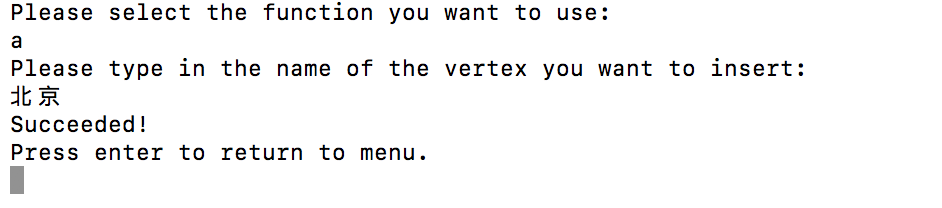 Please select the function you want to use:
a
Please type in the name of the vertex you want to insert:
北京
Succeeded!
Press enter to return to menu.